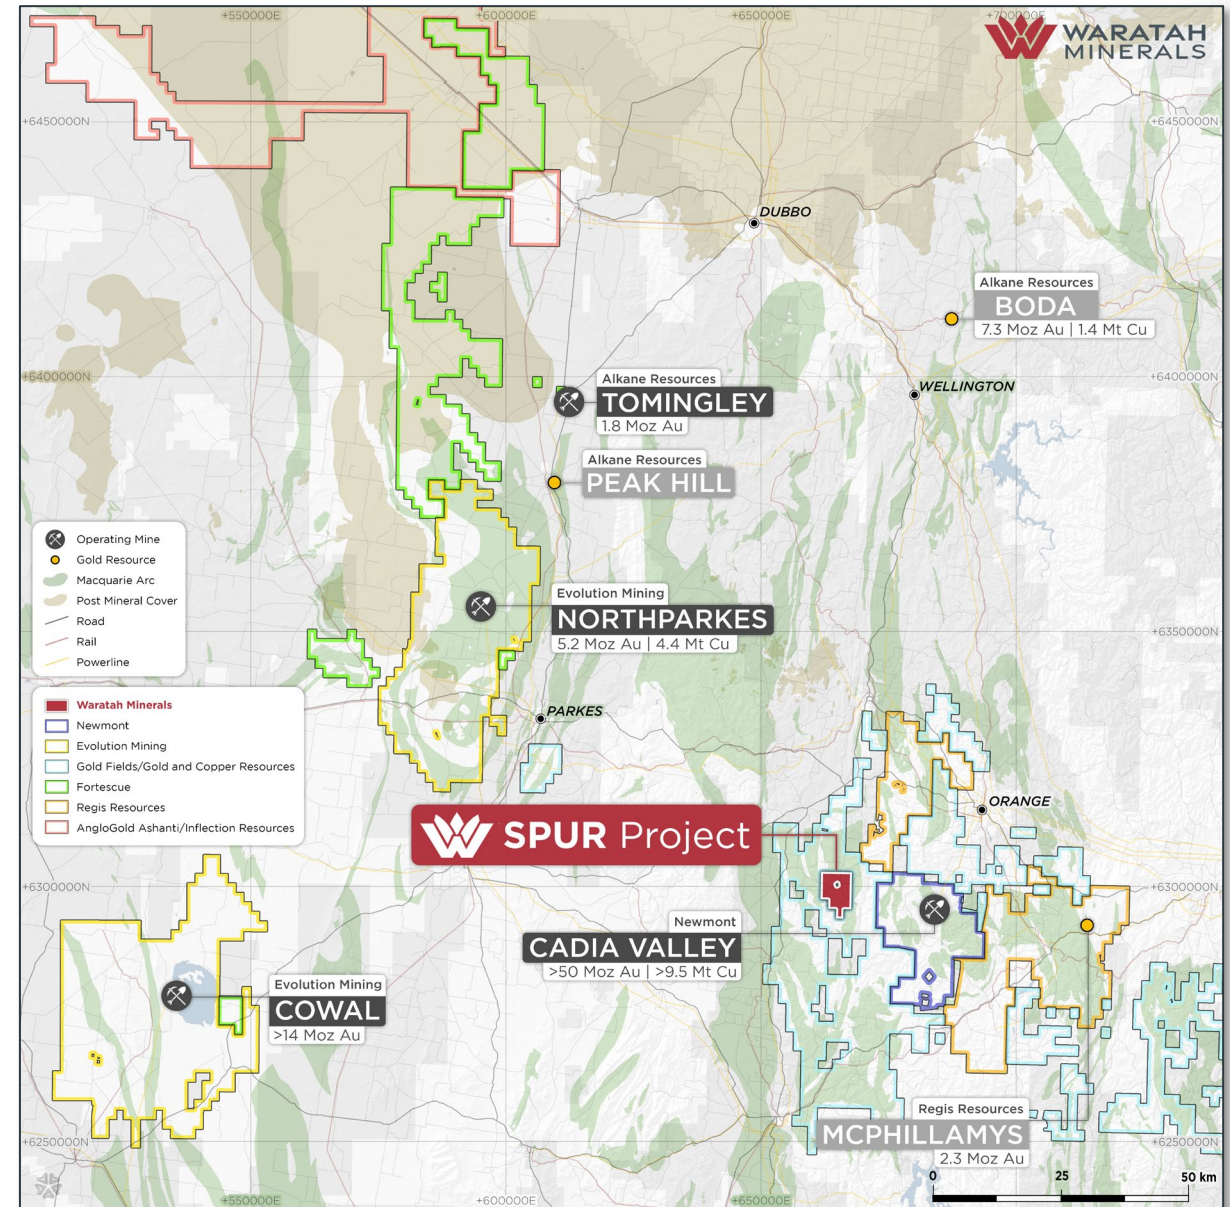 +550000E
+600000E
+650000E
+700000E
WARATAH
MINERALS
+6450000N
+6450000N
DUBBO
Alkane Resources
BODA
7.3 Moz Au | 1.4 Mt Cu
+6400000N
+6400000N
Alkane Resources
TOMINGLEY
1.8 Moz Au
WELLINGTON
Alkane Resources
PEAK HILL
Operating Mine
Gold Resource
Macquarie Arc
Post Mineral Cover
Road
Rail
Powerline
Evolution Mining
NORTHPARKES
5.2 Moz Au | 4.4 Mt Cu
+6350000N
Waratah Minerals
Newmont
Evolution Mining
Gold Fields/Gold and Copper Resources
Fortescue
Regis Resources
AngloGold Ashanti/Inflection Resources
PARKES
SPUR Project
ORANGE
+6300000N
+6300000N
Newmont
CADIA VALLEY
>50 Moz Au | >9.5 Mt Cu
Evolution Mining
COWAL
>14 Moz Au
Regis Resources
MCPHILLAMYS
2.3 Moz Au
+6250000N
+6250000N
0 25 50 km
+550000E
+600000E
+650000E